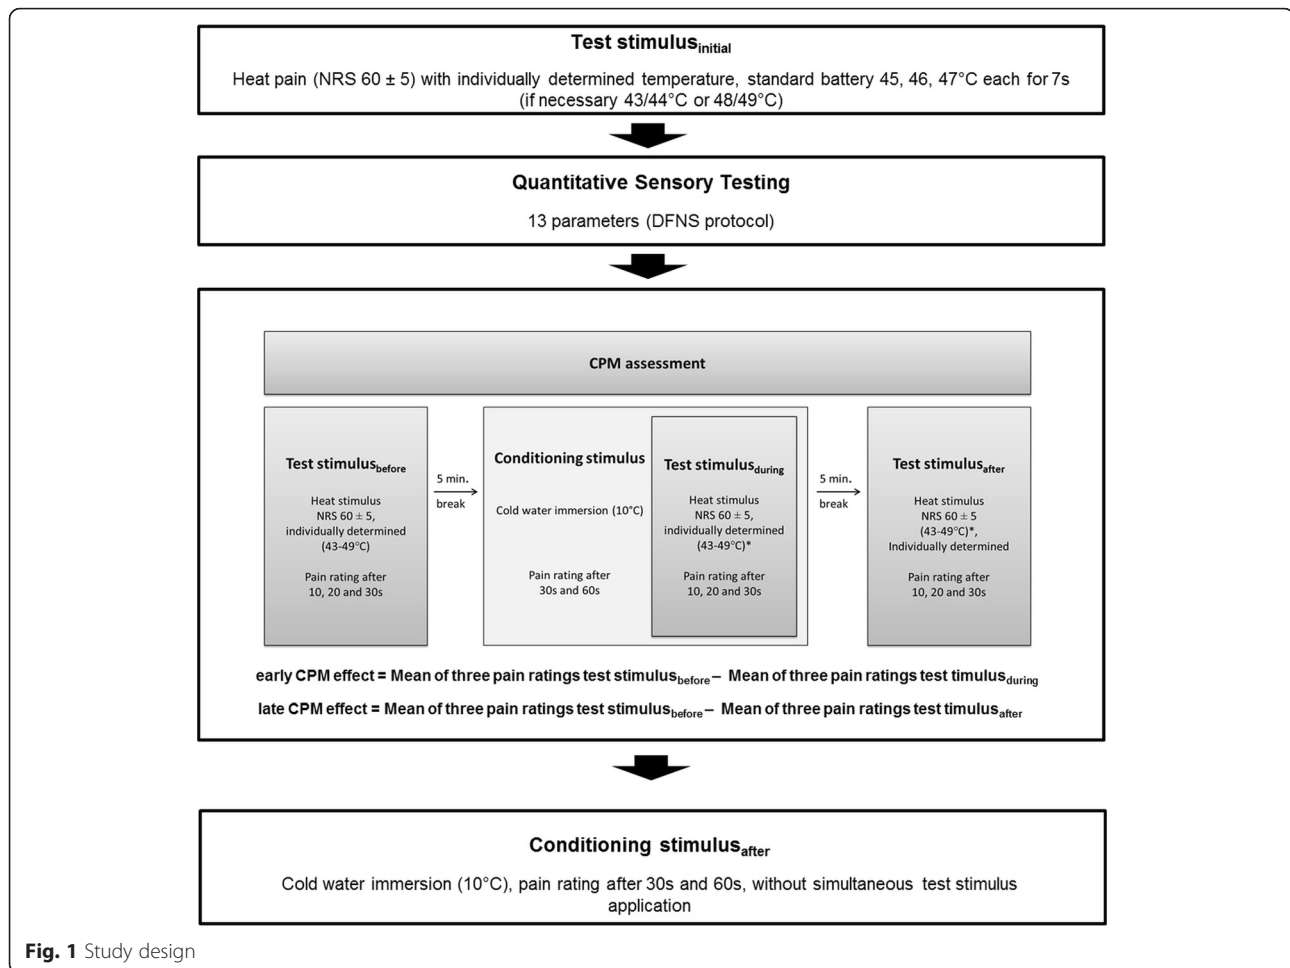 Test stimulusinitial
Heat pain (NRS 60 ± 5) with individually determined temperature, standard battery 45, 46, 47°C each for 7s
(if necessary 43/44°C or 48/49°C)
Quantitative Sensory Testing
13 parameters (DFNS protocol)
CPM assessment
Test stimulusbefore
Heat stimulus
NRS 60 ± 5,
individually determined
(43-49°C)
Pain rating after
10, 20 and 30s
5 min.
break
Conditioning stimulus
Cold water immersion (10°C)
Pain rating after
30s and 60s
Test stimulusduring
Heat stimulus
NRS 60 ± 5,
individually determined
(43-49°C)*
Pain rating after
10, 20 and 30s
5 min.
break
Test stimulusafter
Heat stimulus
NRS 60 ± 5
(43-49°C)*,
Individually determined
Pain rating after
10, 20 and 30s
early CPM effect = Mean of three pain ratings test stimulusbefore – Mean of three pain ratings test timulusduring
late CPM effect = Mean of three pain ratings test stimulusbefore – Mean of three pain ratings test timulusafter
Conditioning stimulusafter
Cold water immersion (10°C), pain rating after 30s and 60s, without simultaneous test stimulus
application
Fig. 1 Study design